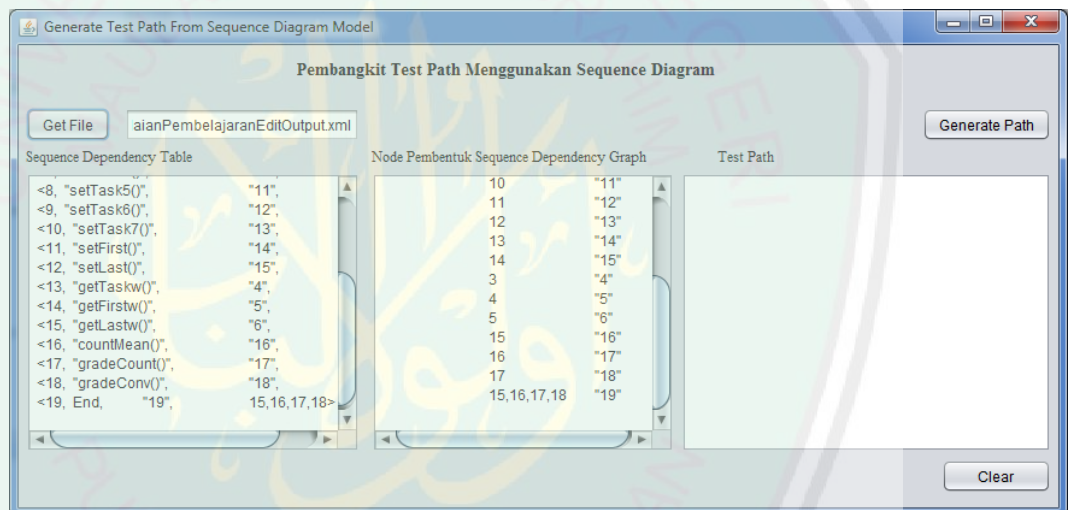 Generate Test Path From Sequence Diagram Model
Pembangkit Test Path Menggunakan Sequence Diagram
Get File aianPembelajaranEditOutput.xml Generate Path
Sequence Dependency Table Node Pembentuk Sequence Dependency Graph Test Path
<8, "setTask5()", "11",
<9, "setTask6()", "12",
<10, "setTask7()", "13",
<11, "setFirst()", "14",
<12, "setLast()", "15",
<13, "getTaskw()", "4",
<14, "getFirstw()", "5",
<15, "getLastw()", "6",
<16, "countMean()", "16",
<17, "gradeCount()", "17",
<18, "gradeConv()", "18",
<19, End, "19", 15,16,17,18>
10 "11"
11 "12"
12 "13"
13 "14"
14 "15"
3 "4"
4 "5"
5 "6"
15 "16"
16 "17"
17 "18"
15,16,17,18 "19"
Clear